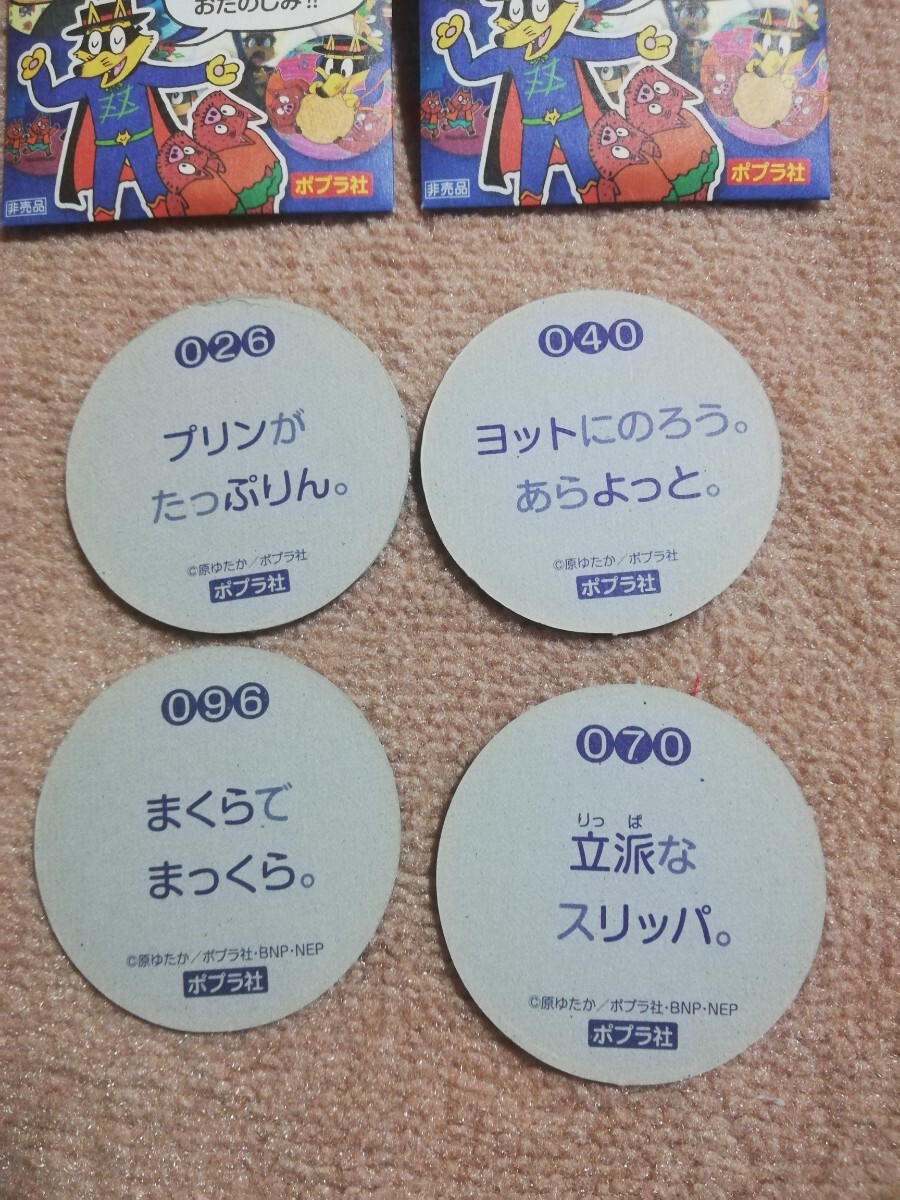 おたのしみ!!
非売品
ポプラ社
非売品
ポプラ社
026
プリンが
たっぷりん。
©原ゆたか/ポプラ社
ポプラ社
040
ヨットにのろう。
あらよっと。
©原ゆたか/ポプラ社
ポプラ社
096
まくらで
まっくら。
©原ゆたか/ポプラ社・BNP・NEP
ポプラ社
070
りっぱ
立派な
スリッパ。
©原ゆたか/ポプラ社・BNP・NEP
ポプラ社